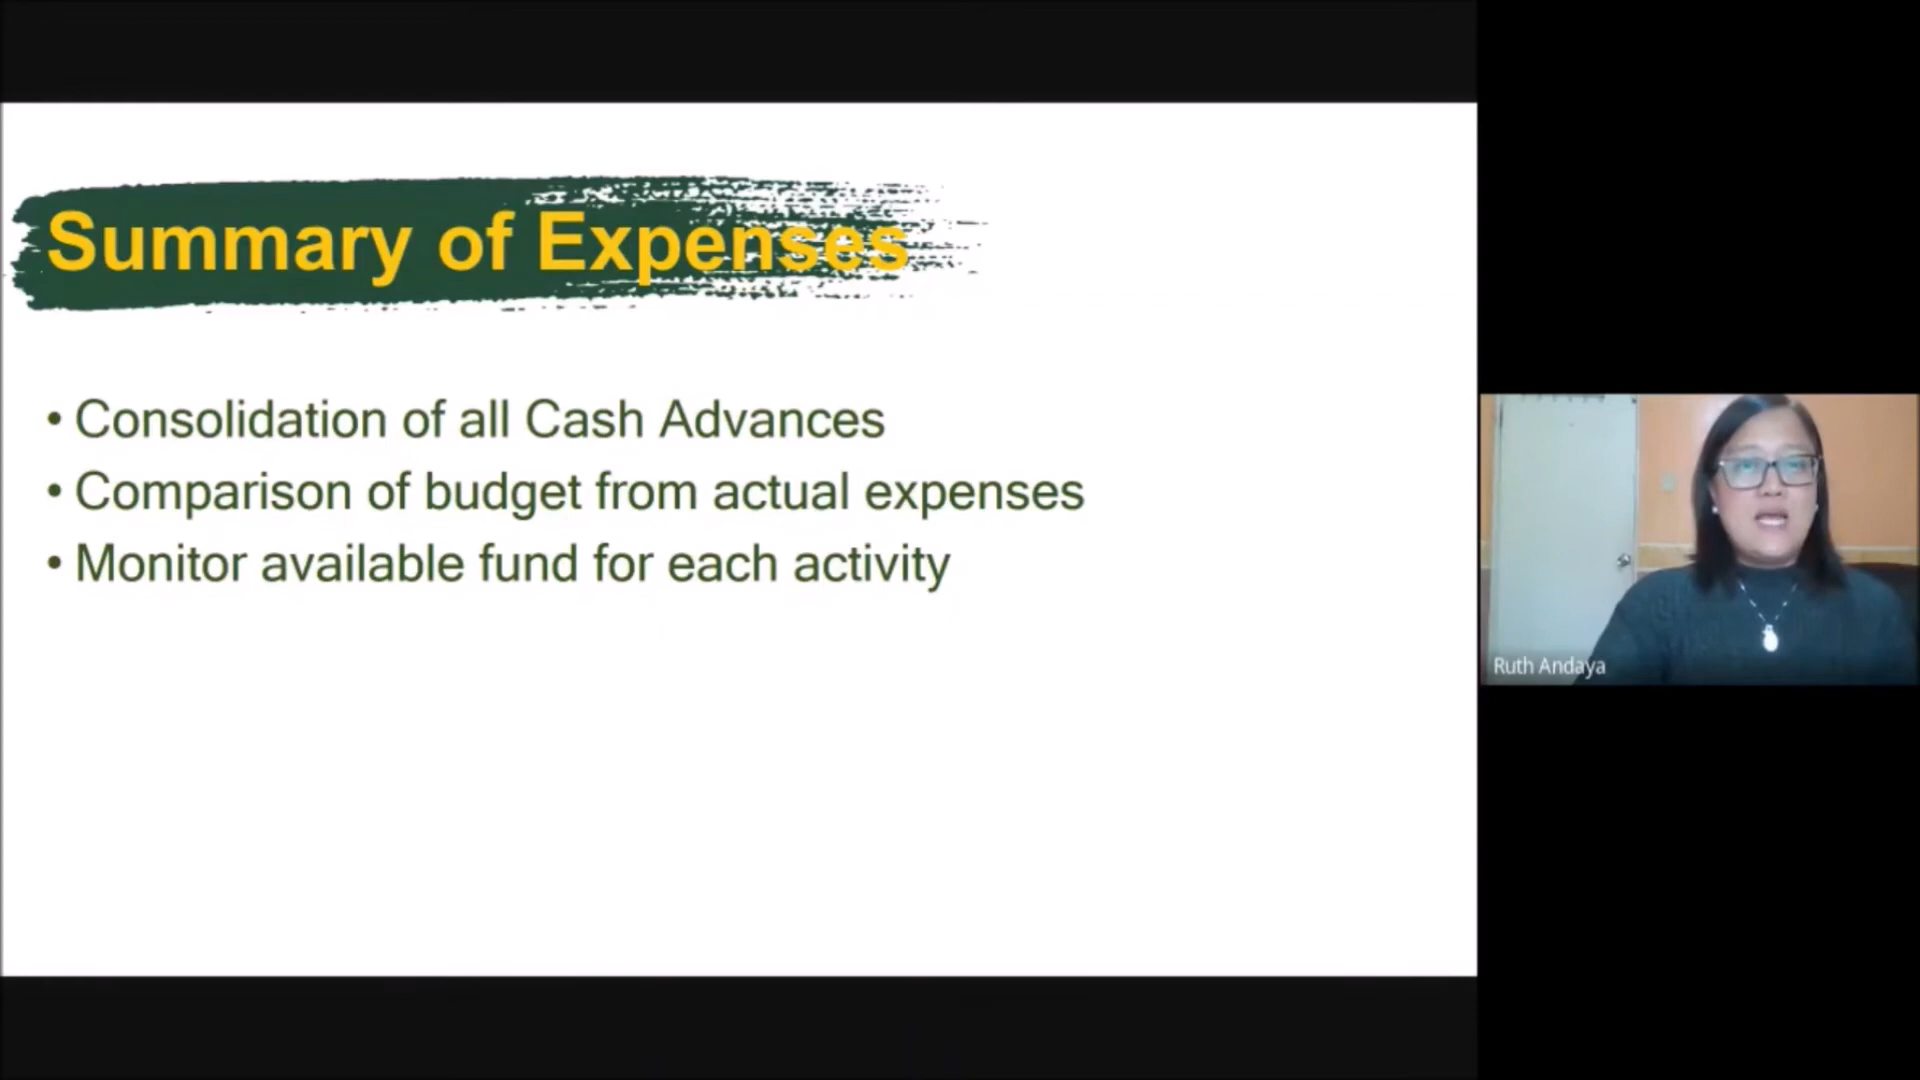 Summary of Expenses
• Consolidation of all Cash Advances
• Comparison of budget from actual expenses
• Monitor available fund for each activity
Ruth Andaya